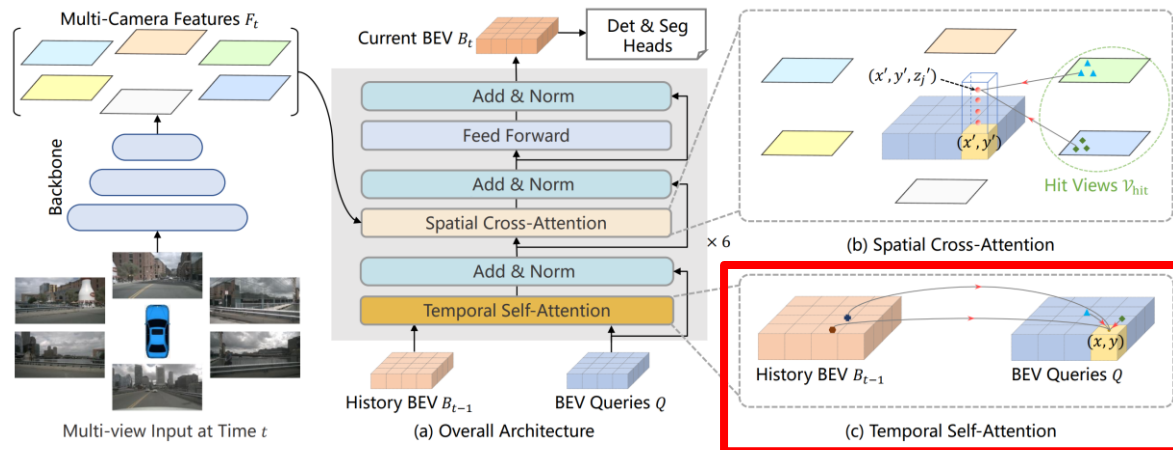 Multi-Camera Features F_t
Backbone
Multi-view Input at Time t
Current BEV B_t
Det & Seg
Heads
Add & Norm
Feed Forward
Add & Norm
Spatial Cross-Attention
Add & Norm
Temporal Self-Attention
× 6
History BEV B_{t−1}
BEV Queries Q
(a) Overall Architecture
(x′, y′, z_j′)
(x′, y′)
Hit Views 𝒱_hit
(b) Spatial Cross-Attention
(x, y)
History BEV B_{t−1}
BEV Queries Q
(c) Temporal Self-Attention